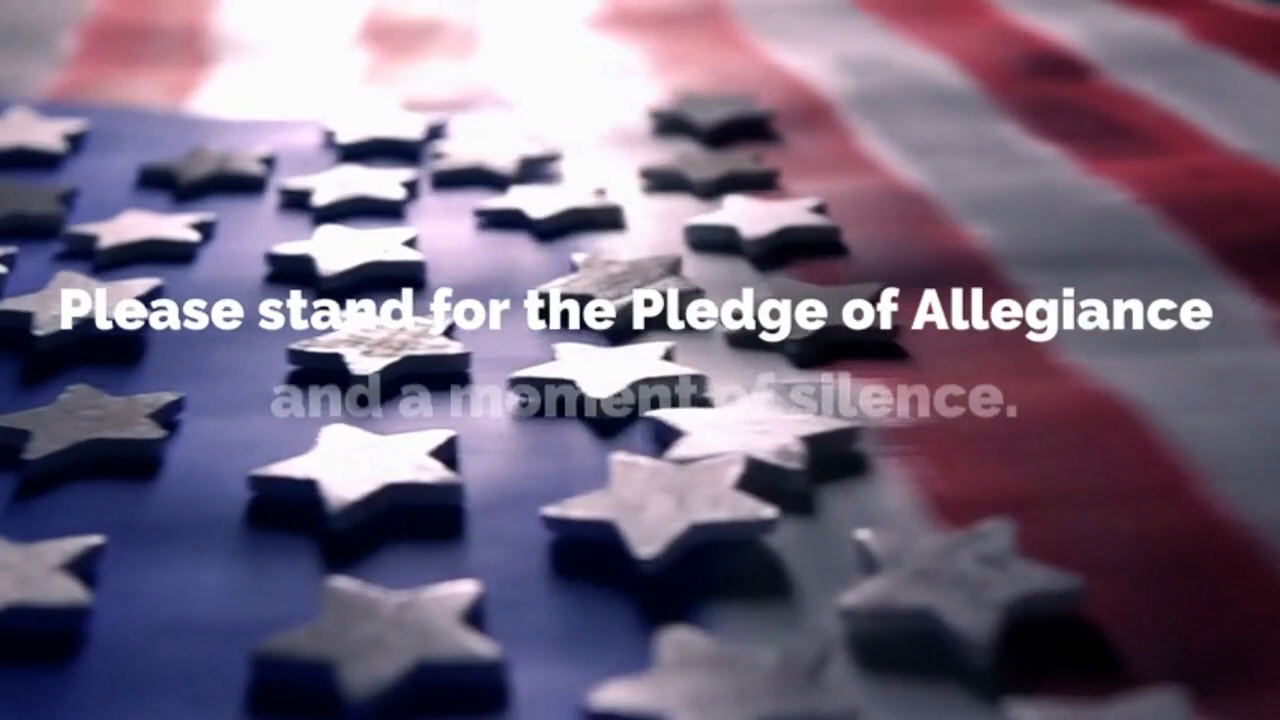 Please stand for the Pledge of Allegiance
and a moment of silence.